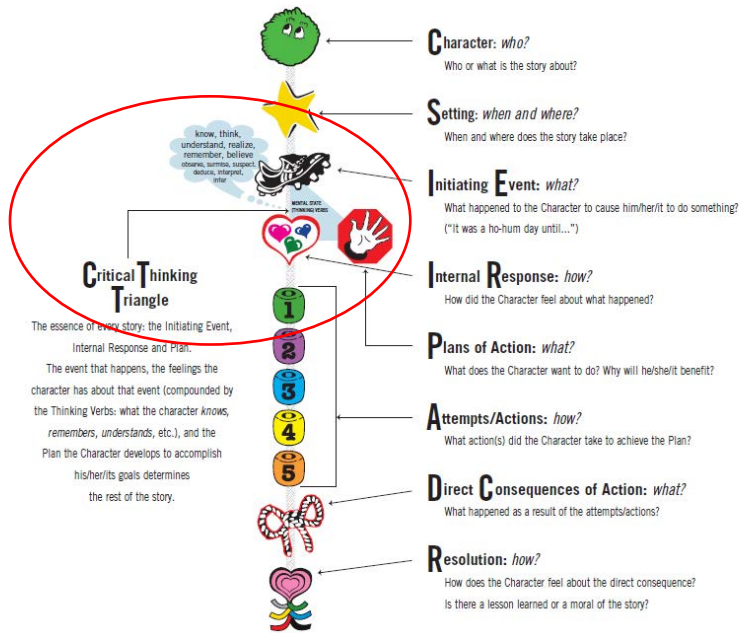 Character: who?
Who or what is the story about?
Setting: when and where?
When and where does the story take place?
know, think,
understand, realize,
remember, believe
observe, surmise, suspect,
deduce, interpret,
infer
MENTAL STATE
(THINKING) VERBS
Initiating Event: what?
What happened to the Character to cause him/her/it to do something?
("It was a ho-hum day until...")
Critical Thinking
Triangle
The essence of every story: the Initiating Event,
Internal Response and Plan.
The event that happens, the feelings the
character has about that event (compounded by
the Thinking Verbs: what the character knows,
remembers, understands, etc.), and the
Plan the Character develops to accomplish
his/her/its goals determines
the rest of the story.
Internal Response: how?
How did the Character feel about what happened?
1
2
3
4
5
Plans of Action: what?
What does the Character want to do? Why will he/she/it benefit?
Attempts/Actions: how?
What action(s) did the Character take to achieve the Plan?
Direct Consequences of Action: what?
What happened as a result of the attempts/actions?
Resolution: how?
How does the Character feel about the direct consequence?
Is there a lesson learned or a moral of the story?